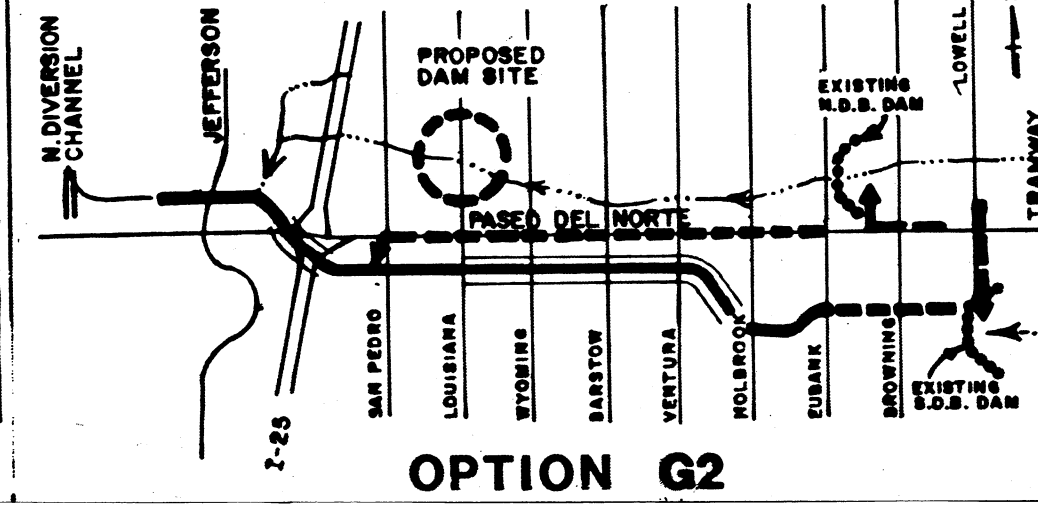 N. DIVERSION
CHANNEL
JEFFERSON
PROPOSED
DAM SITE
EXISTING
N.D.B. DAM
LOWELL
TRAMWAY
PASEO DEL NORTE
I-25
SAN PEDRO
LOUISIANA
WYOMING
BARSTOW
VENTURA
HOLBROOK
EUBANK
BROWNING
EXISTING
S.D.B. DAM
OPTION G2